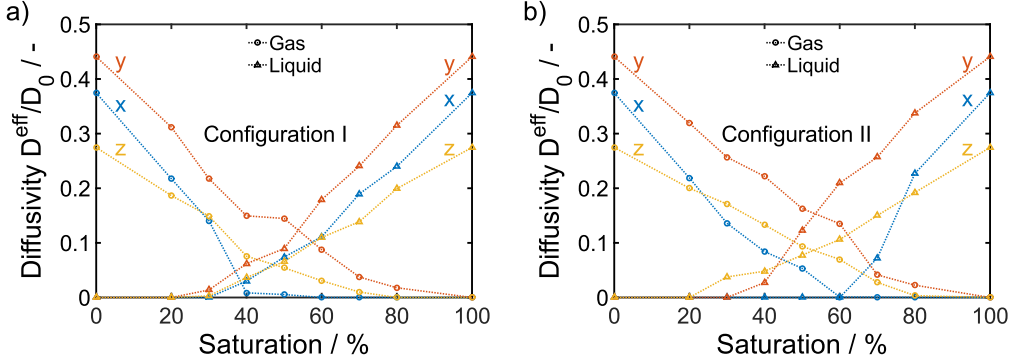 a)
Diffusivity D^eff/D_0 / -
0.5
0.4
0.3
0.2
0.1
0
Gas
Liquid
Configuration I
y
x
z
y
x
z
0 20 40 60 80 100
Saturation / %
b)
Diffusivity D^eff/D_0 / -
0.5
0.4
0.3
0.2
0.1
0
Gas
Liquid
Configuration II
y
x
z
y
x
z
0 20 40 60 80 100
Saturation / %